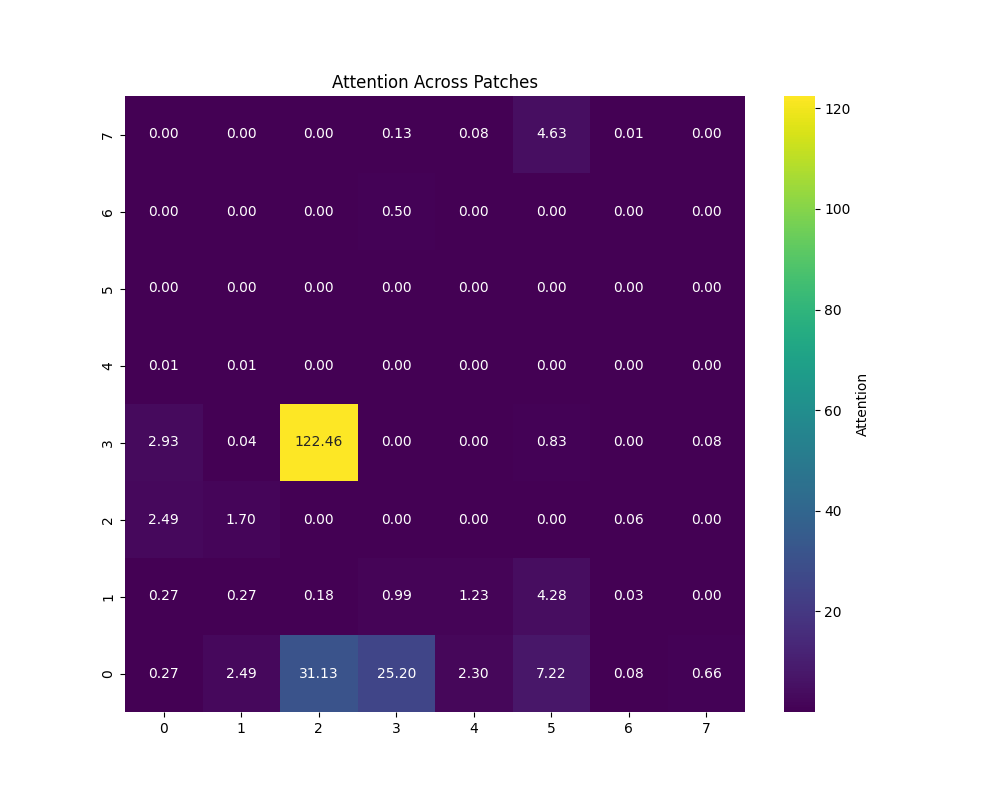 Attention Across Patches
7 0.00 0.00 0.00 0.13 0.08 4.63 0.01 0.00
6 0.00 0.00 0.00 0.50 0.00 0.00 0.00 0.00
5 0.00 0.00 0.00 0.00 0.00 0.00 0.00 0.00
4 0.01 0.01 0.00 0.00 0.00 0.00 0.00 0.00
3 2.93 0.04 122.46 0.00 0.00 0.83 0.00 0.08
2 2.49 1.70 0.00 0.00 0.00 0.00 0.06 0.00
1 0.27 0.27 0.18 0.99 1.23 4.28 0.03 0.00
0 0.27 2.49 31.13 25.20 2.30 7.22 0.08 0.66
0 1 2 3 4 5 6 7
120
100
80
60
40
20
Attention